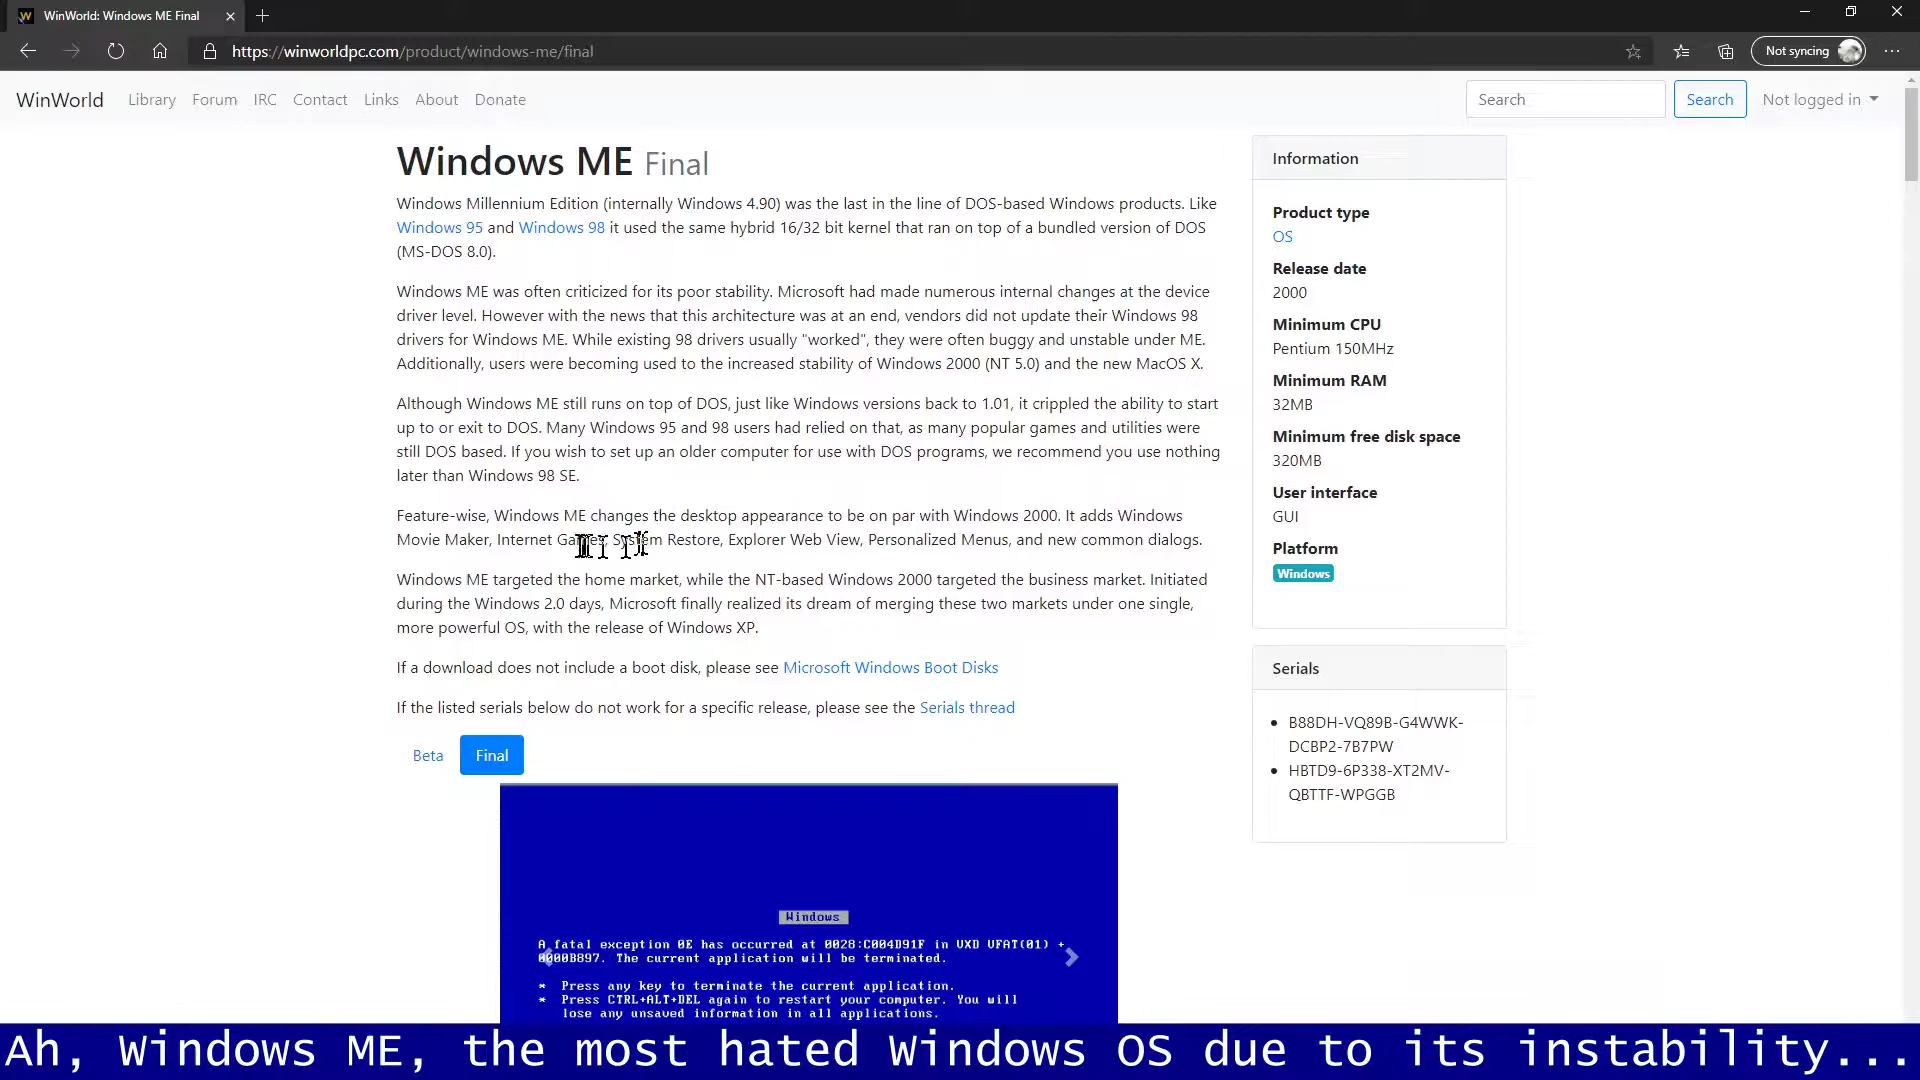 WinWorld: Windows ME Final
https://winworldpc.com/product/windows-me/final
Not syncing
WinWorld Library Forum IRC Contact Links About Donate
Search Search Not logged in
Windows ME Final
Windows Millennium Edition (internally Windows 4.90) was the last in the line of DOS-based Windows products. Like
Windows 95 and Windows 98 it used the same hybrid 16/32 bit kernel that ran on top of a bundled version of DOS
(MS-DOS 8.0).
Windows ME was often criticized for its poor stability. Microsoft had made numerous internal changes at the device
driver level. However with the news that this architecture was at an end, vendors did not update their Windows 98
drivers for Windows ME. While existing 98 drivers usually "worked", they were often buggy and unstable under ME.
Additionally, users were becoming used to the increased stability of Windows 2000 (NT 5.0) and the new MacOS X.
Although Windows ME still runs on top of DOS, just like Windows versions back to 1.01, it crippled the ability to start
up to or exit to DOS. Many Windows 95 and 98 users had relied on that, as many popular games and utilities were
still DOS based. If you wish to set up an older computer for use with DOS programs, we recommend you use nothing
later than Windows 98 SE.
Feature-wise, Windows ME changes the desktop appearance to be on par with Windows 2000. It adds Windows
Movie Maker, Internet Games, System Restore, Explorer Web View, Personalized Menus, and new common dialogs.
Windows ME targeted the home market, while the NT-based Windows 2000 targeted the business market. Initiated
during the Windows 2.0 days, Microsoft finally realized its dream of merging these two markets under one single,
more powerful OS, with the release of Windows XP.
If a download does not include a boot disk, please see Microsoft Windows Boot Disks
If the listed serials below do not work for a specific release, please see the Serials thread
Beta Final
Windows
A fatal exception 0E has occurred at 0028:C004D91F in VXD VFAT(01) +
0000B897. The current application will be terminated.
* Press any key to terminate the current application.
* Press CTRL+ALT+DEL again to restart your computer. You will
lose any unsaved information in all applications.
Information
Product type
OS
Release date
2000
Minimum CPU
Pentium 150MHz
Minimum RAM
32MB
Minimum free disk space
320MB
User interface
GUI
Platform
Windows
Serials
B88DH-VQ89B-G4WWK-
DCBP2-7B7PW
HBTD9-6P338-XT2MV-
QBTTF-WPGGB
Ah, Windows ME, the most hated Windows OS due to its instability...